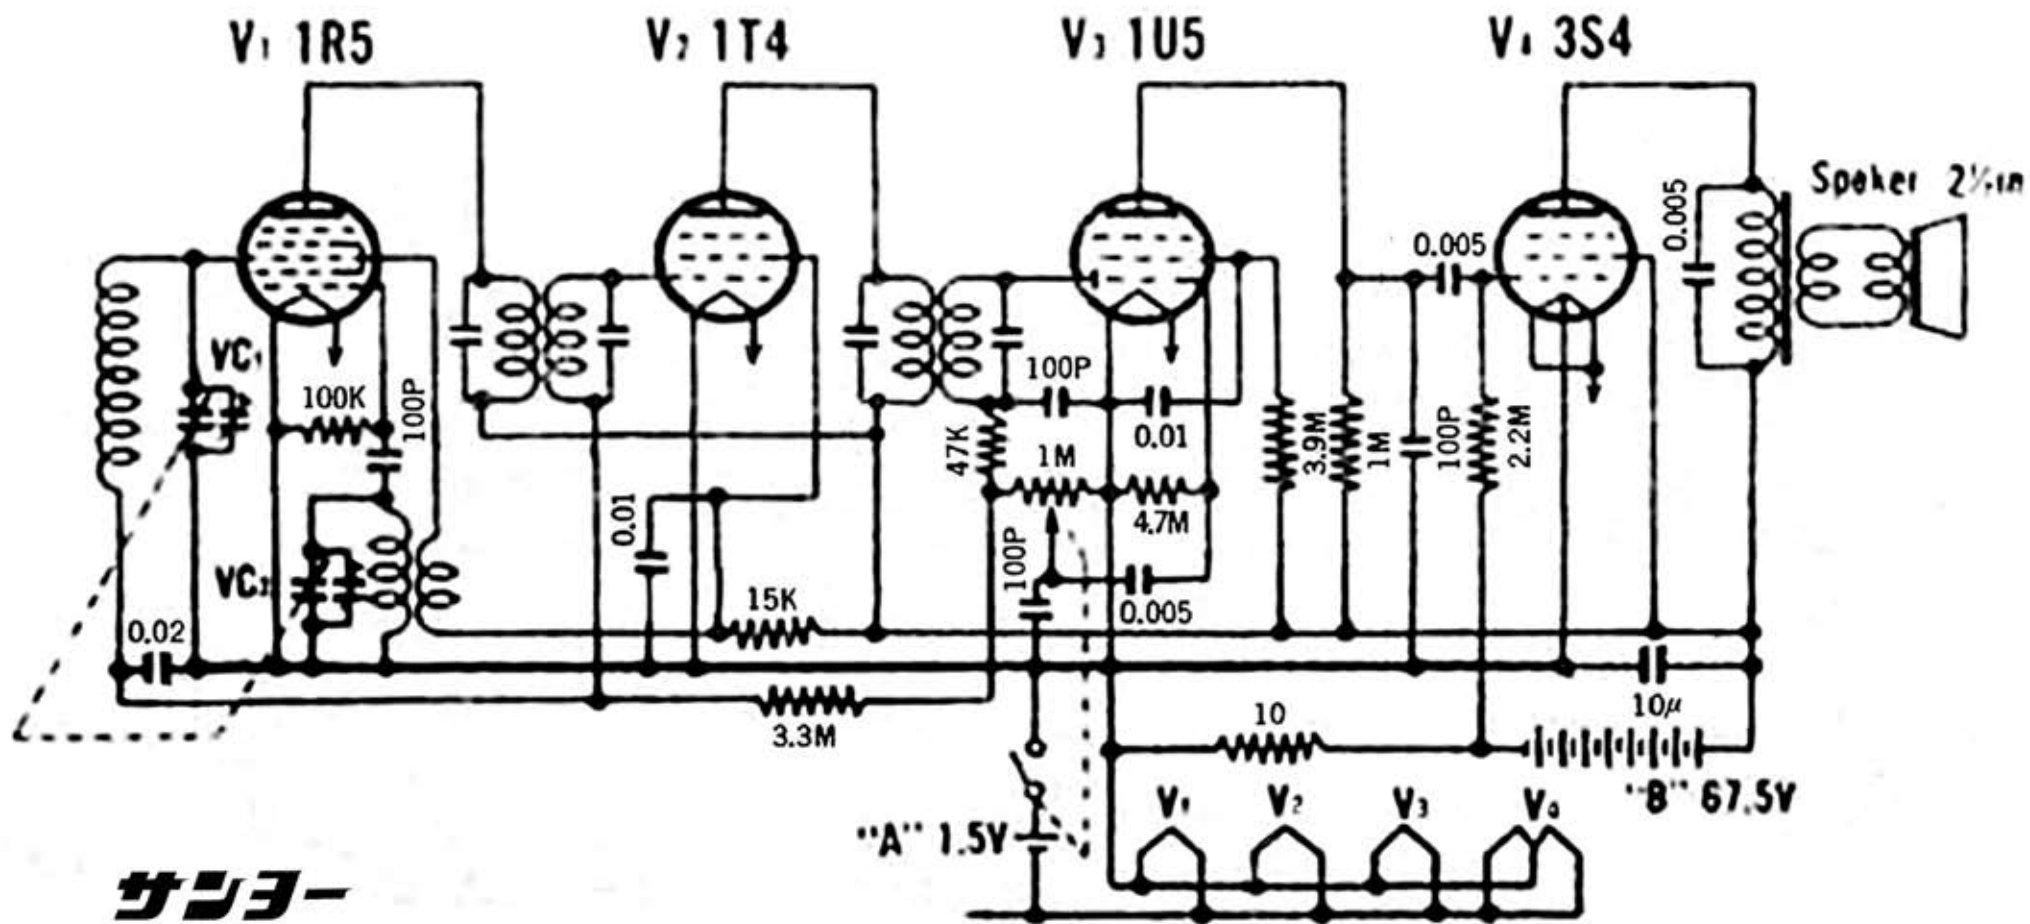 V₁ 1R5
V₂ 1T4
V₃ 1U5
V₄ 3S4
Speker 2½in
0.005
0.005
VC₁
100K
100P
100P
0.01
47K
1M
4.7M
3.9M
1M
100P
2.2M
0.01
VC₂
100P
0.005
15K
0.02
3.3M
10
10μ
"B" 67.5V
V₁
V₂
V₃
V₄
"A" 1.5V
サンヨー